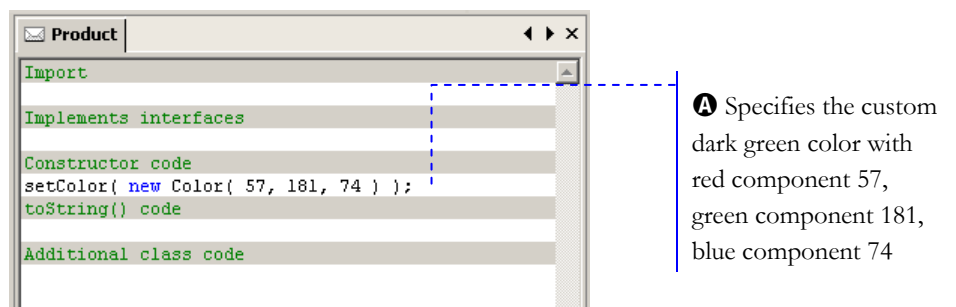 Product
Import
Implements interfaces
Constructor code
setColor( new Color( 57, 181, 74 ) );
toString() code
Additional class code
A Specifies the custom
dark green color with
red component 57,
green component 181,
blue component 74